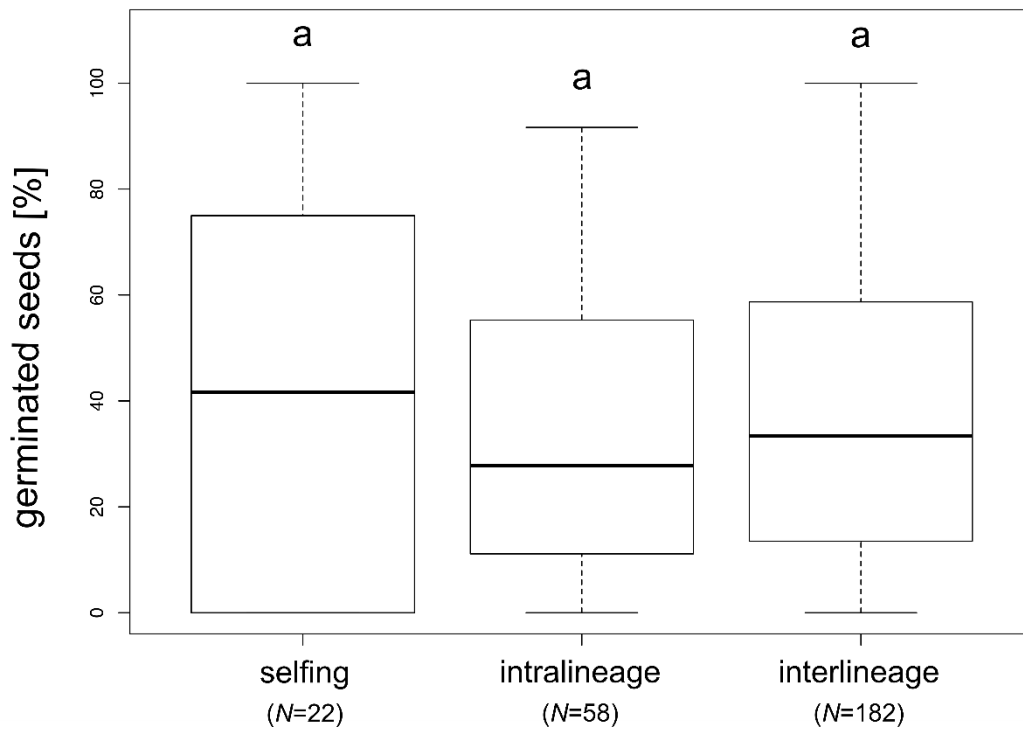 a
a
a
germinated seeds [%]
100
80
60
40
20
0
selfing
intralineage
interlineage
(N=22)
(N=58)
(N=182)